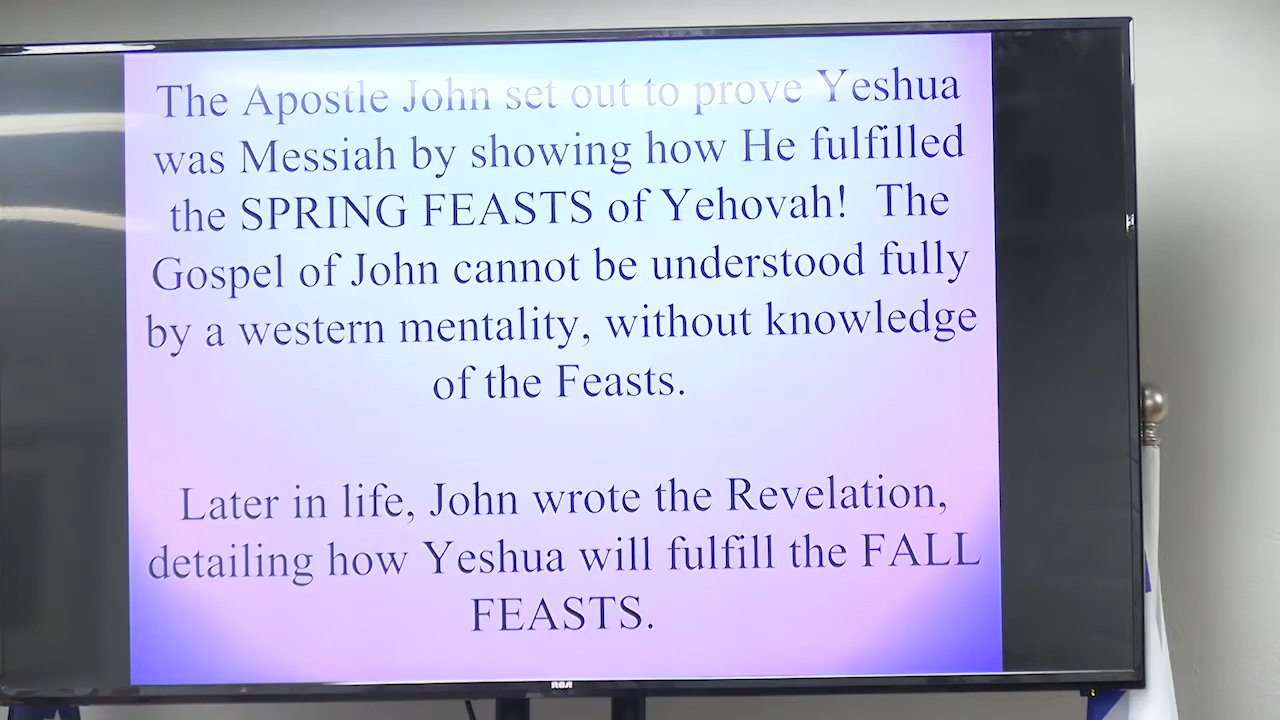 The Apostle John set out to prove Yeshua
was Messiah by showing how He fulfilled
the SPRING FEASTS of Yehovah! The
Gospel of John cannot be understood fully
by a western mentality, without knowledge
of the Feasts.
Later in life, John wrote the Revelation,
detailing how Yeshua will fulfill the FALL
FEASTS.
RCA